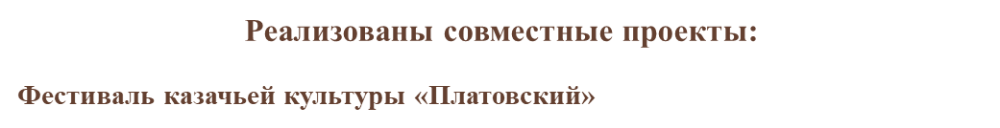 Реализованы совместные проекты:
Фестиваль казачьей культуры «Платовский»